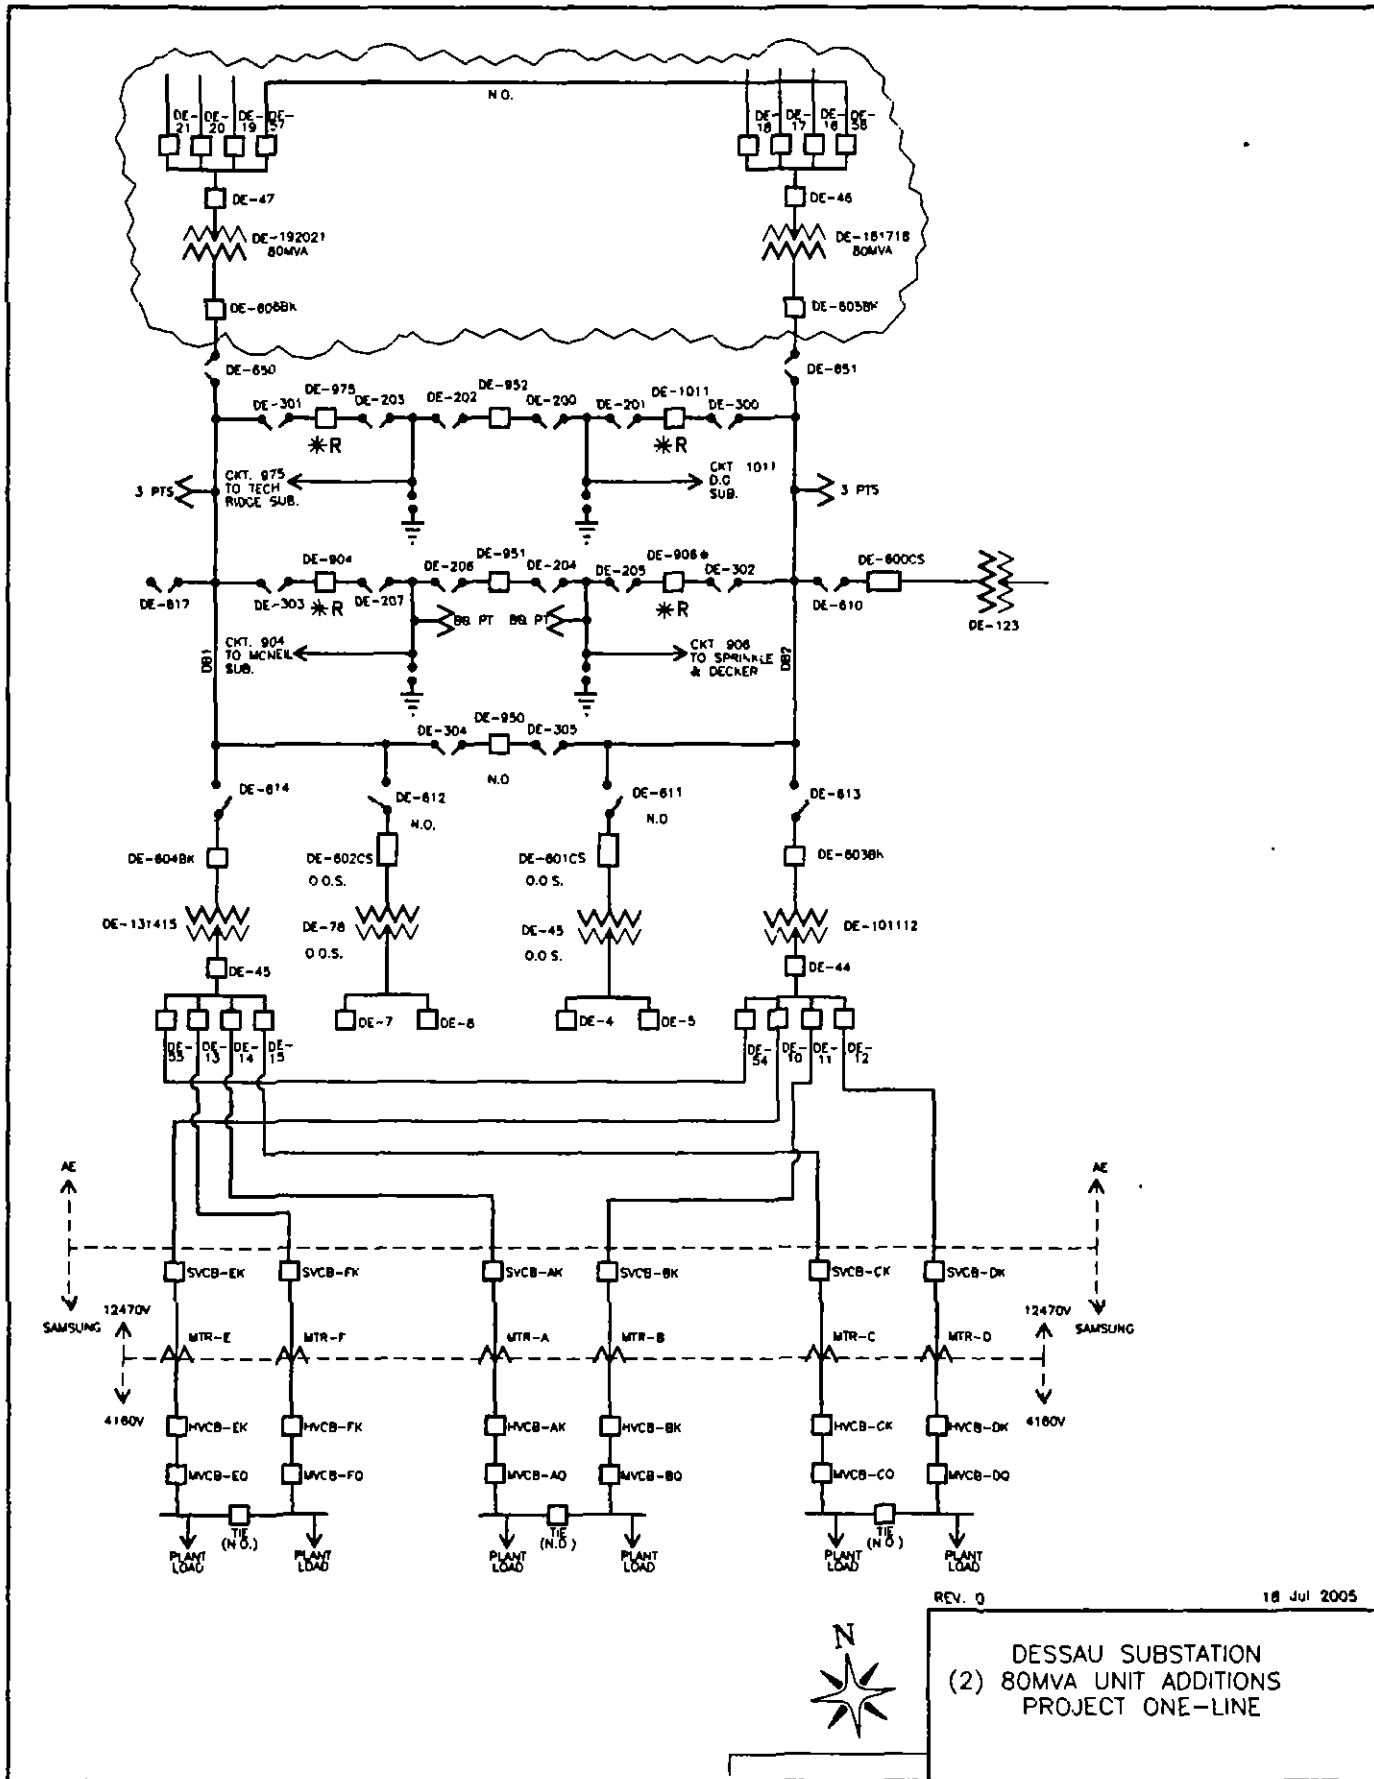 N.O.
DE-21
DE-20
DE-19
DE-57
DE-18
DE-17
DE-16
DE-58
DE-47
DE-46
DE-192021
80MVA
DE-161718
80MVA
DE-606BK
DE-605BK
DE-650
DE-651
DE-301
DE-975
DE-203
DE-202
DE-952
DE-200
DE-201
DE-1011
DE-300
*R
*R
3 PTS
CKT. 975
TO TECH
RIDGE SUB.
CKT 1011
D.G
SUB.
3 PTS
DE-617
DE-303
DE-904
DE-207
DE-206
DE-951
DE-204
DE-205
DE-906*
DE-302
DE-610
DE-600CS
DE-123
*R
*R
BΩ PT
BΩ PT
DB1
CKT. 904
TO MCNEIL
SUB.
CKT 906
TO SPRINKLE
& DECKER
DB2
DE-304
DE-950
DE-305
N.O
DE-614
DE-612
N.O.
DE-611
N.O
DE-613
DE-604BK
DE-602CS
O.O.S.
DE-601CS
O.O S.
DE-603BK
DE-131415
DE-78
O.O.S.
DE-45
O.O S.
DE-101112
DE-45
DE-44
DE-7
DE-8
DE-4
DE-5
DE-55
DE-13
DE-14
DE-15
DE-54
DE-10
DE-11
DE-12
AE
AE
SVCB-EK
SVCB-FK
SVCB-AK
SVCB-BK
SVCB-CK
SVCB-DK
SAMSUNG
12470V
12470V
SAMSUNG
MTR-E
MTR-F
MTR-A
MTR-B
MTR-C
MTR-D
4160V
4160V
HVCB-EK
HVCB-FK
HVCB-AK
HVCB-BK
HVCB-CK
HVCB-DK
MVCB-EQ
MVCB-FQ
MVCB-AQ
MVCB-BQ
MVCB-CQ
MVCB-DQ
PLANT
LOAD
TIE
(N.O.)
PLANT
LOAD
PLANT
LOAD
TIE
(N.O.)
PLANT
LOAD
PLANT
LOAD
TIE
(N.O)
PLANT
LOAD
REV. 0
18 Jul 2005
N
DESSAU SUBSTATION
(2) 80MVA UNIT ADDITIONS
PROJECT ONE-LINE